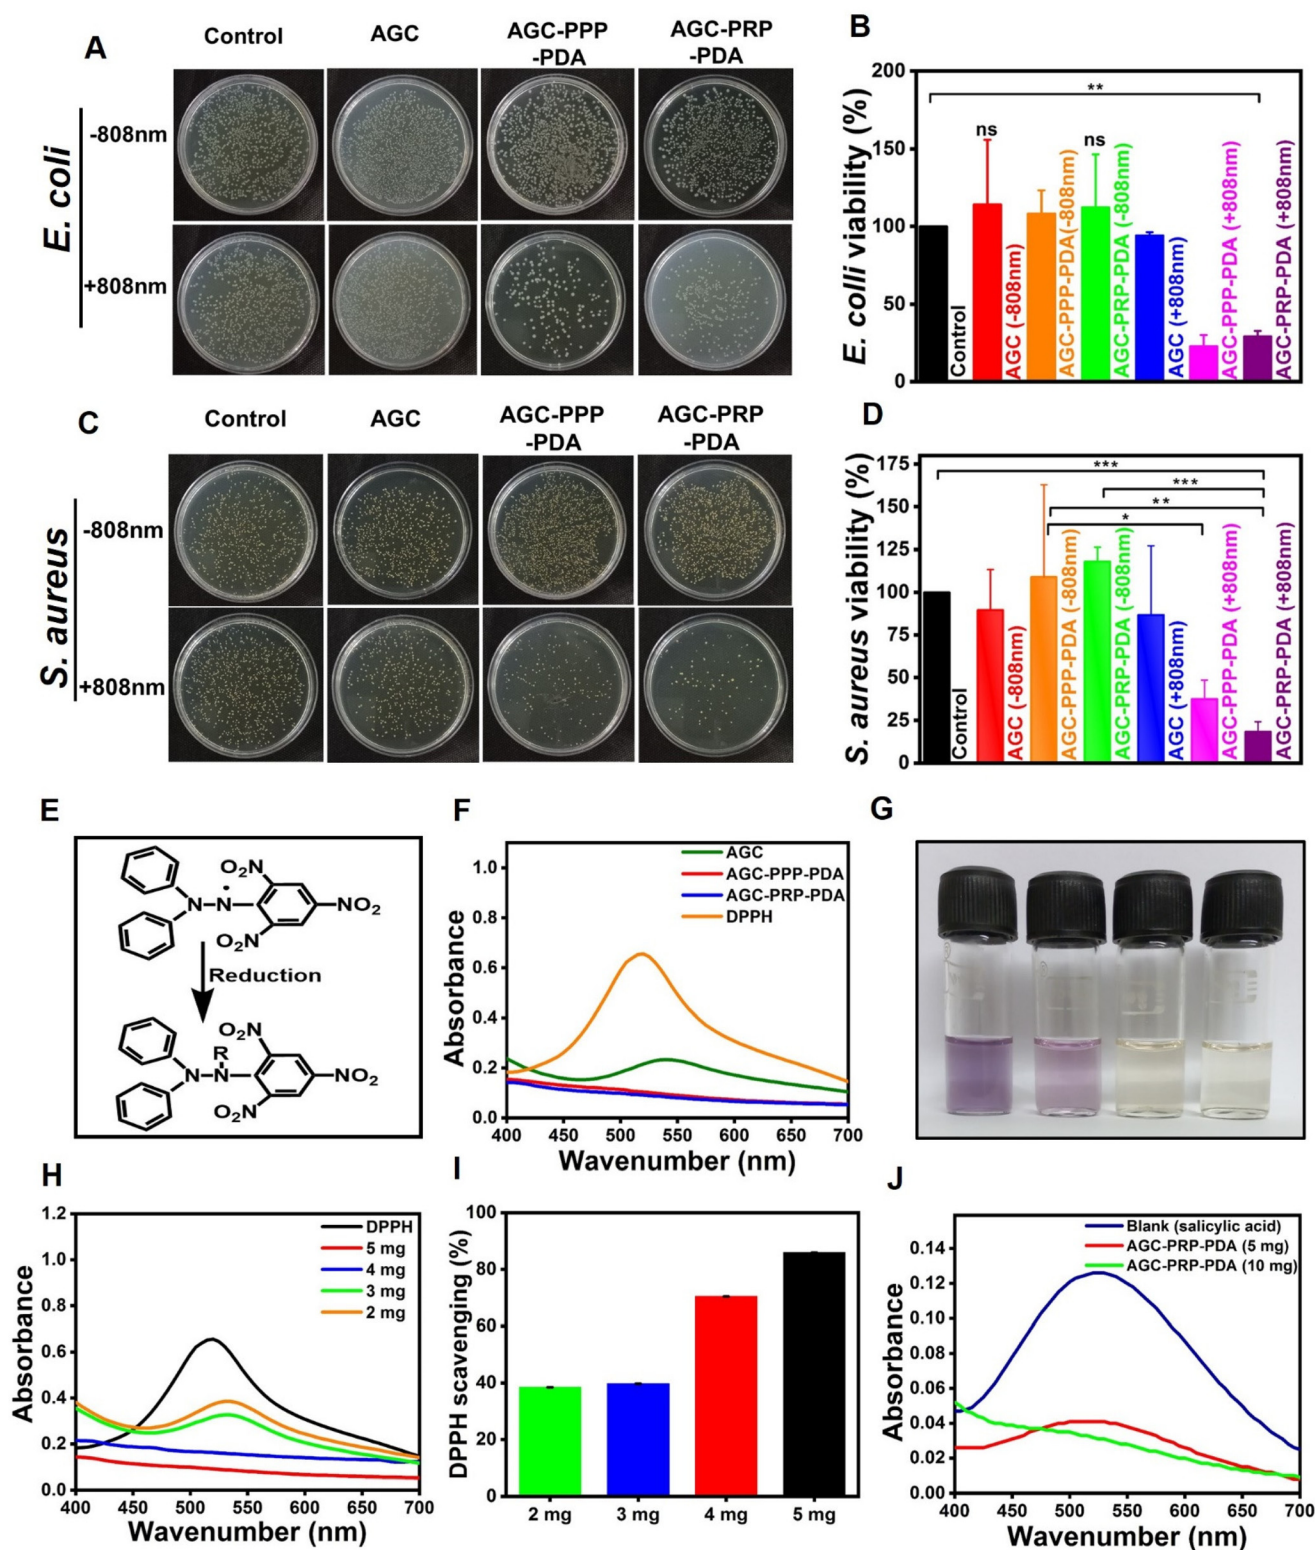 A
Control
AGC
AGC-PPP
-PDA
AGC-PRP
-PDA
E. coli
-808nm
+808nm
B
E. colii viability (%)
200
150
100
50
0
**
ns
ns
Control
AGC (-808nm)
AGC-PPP-PDA(-808nm)
AGC-PRP-PDA (-808nm)
AGC (+808nm)
AGC-PPP-PDA (+808nm)
AGC-PRP-PDA (+808nm)
C
Control
AGC
AGC-PPP
-PDA
AGC-PRP
-PDA
S. aureus
-808nm
+808nm
D
S. aureus viability (%)
175
150
125
100
75
50
25
0
***
***
**
*
Control
AGC (-808nm)
AGC-PPP-PDA (-808nm)
AGC-PRP-PDA (-808nm)
AGC (+808nm)
AGC-PPP-PDA (+808nm)
AGC-PRP-PDA (+808nm)
E
O₂N
N
N
NO₂
O₂N
Reduction
R
O₂N
N
N
NO₂
O₂N
F
Absorbance
1.0
0.8
0.6
0.4
0.2
0.0
AGC
AGC-PPP-PDA
AGC-PRP-PDA
DPPH
400 450 500 550 600 650 700
Wavenumber (nm)
G
H
Absorbance
1.2
1.0
0.8
0.6
0.4
0.2
0.0
DPPH
5 mg
4 mg
3 mg
2 mg
400 450 500 550 600 650 700
Wavenumber (nm)
I
DPPH scavenging (%)
100
80
60
40
20
0
2 mg 3 mg 4 mg 5 mg
J
Absorbance
0.14
0.12
0.10
0.08
0.06
0.04
0.02
0.00
Blank (salicylic acid)
AGC-PRP-PDA (5 mg)
AGC-PRP-PDA (10 mg)
400 450 500 550 600 650 700
Wavenumber (nm)